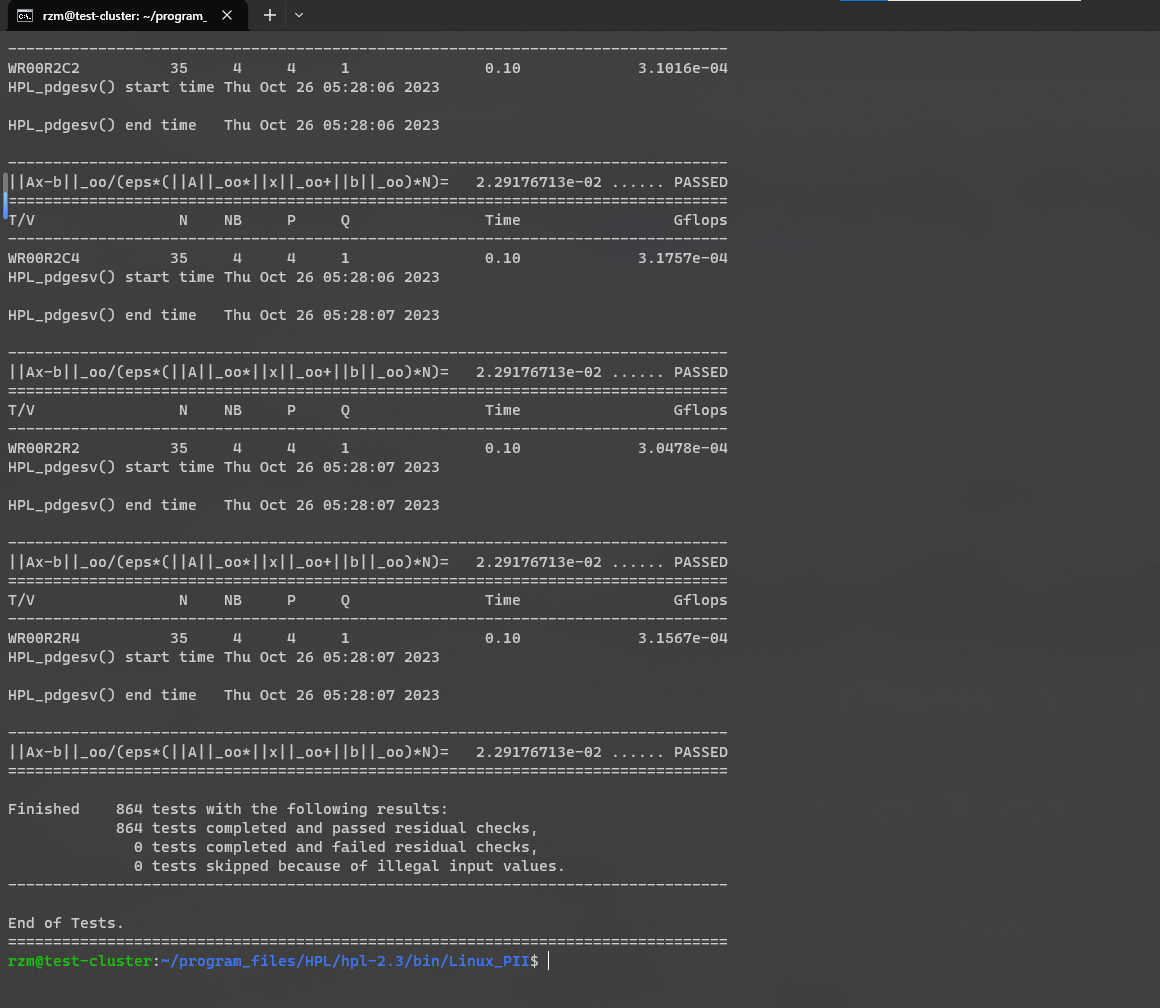 rzm@test-cluster: ~/program_
--------------------------------------------------------------------------------
WR00R2C2          35     4     4     1               0.10             3.1016e-04
HPL_pdgesv() start time Thu Oct 26 05:28:06 2023
HPL_pdgesv() end time   Thu Oct 26 05:28:06 2023
--------------------------------------------------------------------------------
||Ax-b||_oo/(eps*(||A||_oo*||x||_oo+||b||_oo)*N)=   2.29176713e-02 ...... PASSED
================================================================================
T/V                N    NB     P     Q               Time                 Gflops
--------------------------------------------------------------------------------
WR00R2C4          35     4     4     1               0.10             3.1757e-04
HPL_pdgesv() start time Thu Oct 26 05:28:06 2023
HPL_pdgesv() end time   Thu Oct 26 05:28:07 2023
--------------------------------------------------------------------------------
||Ax-b||_oo/(eps*(||A||_oo*||x||_oo+||b||_oo)*N)=   2.29176713e-02 ...... PASSED
================================================================================
T/V                N    NB     P     Q               Time                 Gflops
--------------------------------------------------------------------------------
WR00R2R2          35     4     4     1               0.10             3.0478e-04
HPL_pdgesv() start time Thu Oct 26 05:28:07 2023
HPL_pdgesv() end time   Thu Oct 26 05:28:07 2023
--------------------------------------------------------------------------------
||Ax-b||_oo/(eps*(||A||_oo*||x||_oo+||b||_oo)*N)=   2.29176713e-02 ...... PASSED
================================================================================
T/V                N    NB     P     Q               Time                 Gflops
--------------------------------------------------------------------------------
WR00R2R4          35     4     4     1               0.10             3.1567e-04
HPL_pdgesv() start time Thu Oct 26 05:28:07 2023
HPL_pdgesv() end time   Thu Oct 26 05:28:07 2023
--------------------------------------------------------------------------------
||Ax-b||_oo/(eps*(||A||_oo*||x||_oo+||b||_oo)*N)=   2.29176713e-02 ...... PASSED
================================================================================
Finished    864 tests with the following results:
            864 tests completed and passed residual checks,
              0 tests completed and failed residual checks,
              0 tests skipped because of illegal input values.
--------------------------------------------------------------------------------
End of Tests.
================================================================================
rzm@test-cluster:~/program_files/HPL/hpl-2.3/bin/Linux_PII$